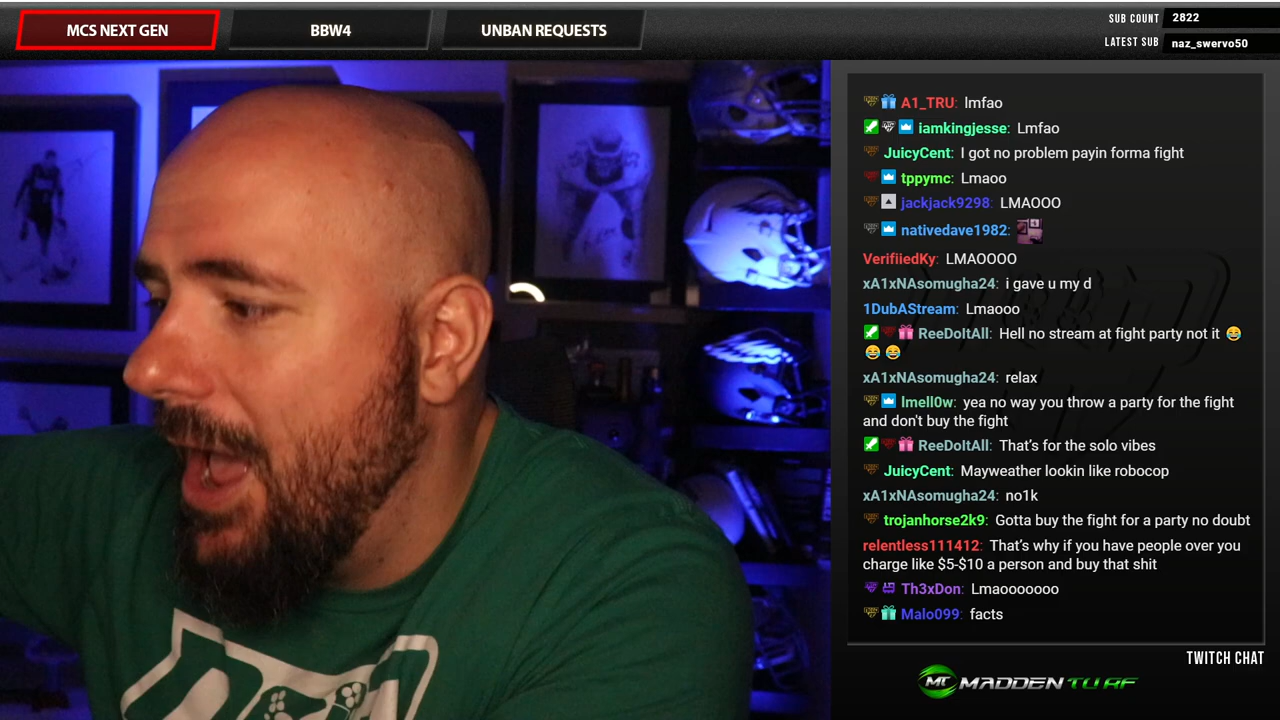 MCS NEXT GEN
BBW4
UNBAN REQUESTS
SUB COUNT 2822
LATEST SUB naz_swervo50
A1_TRU: lmfao
iamkingjesse: Lmfao
JuicyCent: I got no problem payin forma fight
tppymc: Lmaoo
jackjack9298: LMAOOO
nativedave1982:
VerifiiedKy: LMAOOOO
xA1xNAsomugha24: i gave u my d
1DubAStream: Lmaooo
ReeDoItAll: Hell no stream at fight party not it 😂
😂 😂
xA1xNAsomugha24: relax
lmell0w: yea no way you throw a party for the fight
and don't buy the fight
ReeDoItAll: That's for the solo vibes
JuicyCent: Mayweather lookin like robocop
xA1xNAsomugha24: no1k
trojanhorse2k9: Gotta buy the fight for a party no doubt
relentless111412: That's why if you have people over you
charge like $5-$10 a person and buy that shit
Th3xDon: Lmaooooooo
Malo099: facts
TWITCH CHAT
MT MADDEN TURF